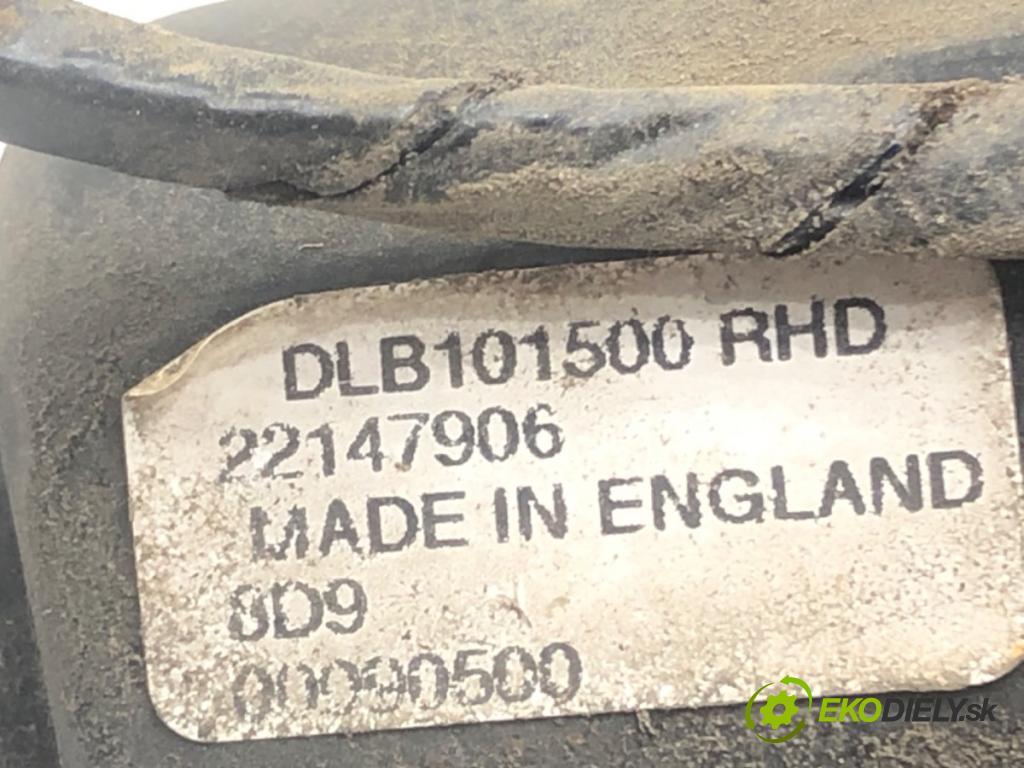 DLB101500 RHD
22147906
MADE IN ENGLAND
8D9
00090500
EKODIELY.sk